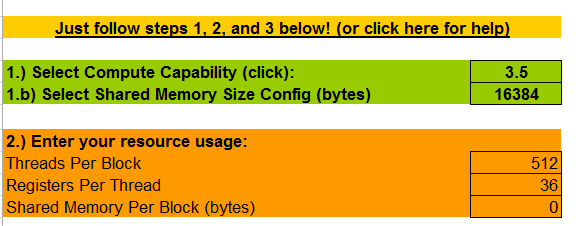 Just follow steps 1, 2, and 3 below! (or click here for help)
1.) Select Compute Capability (click): 3.5
1.b) Select Shared Memory Size Config (bytes) 16384
2.) Enter your resource usage:
Threads Per Block 512
Registers Per Thread 36
Shared Memory Per Block (bytes) 0